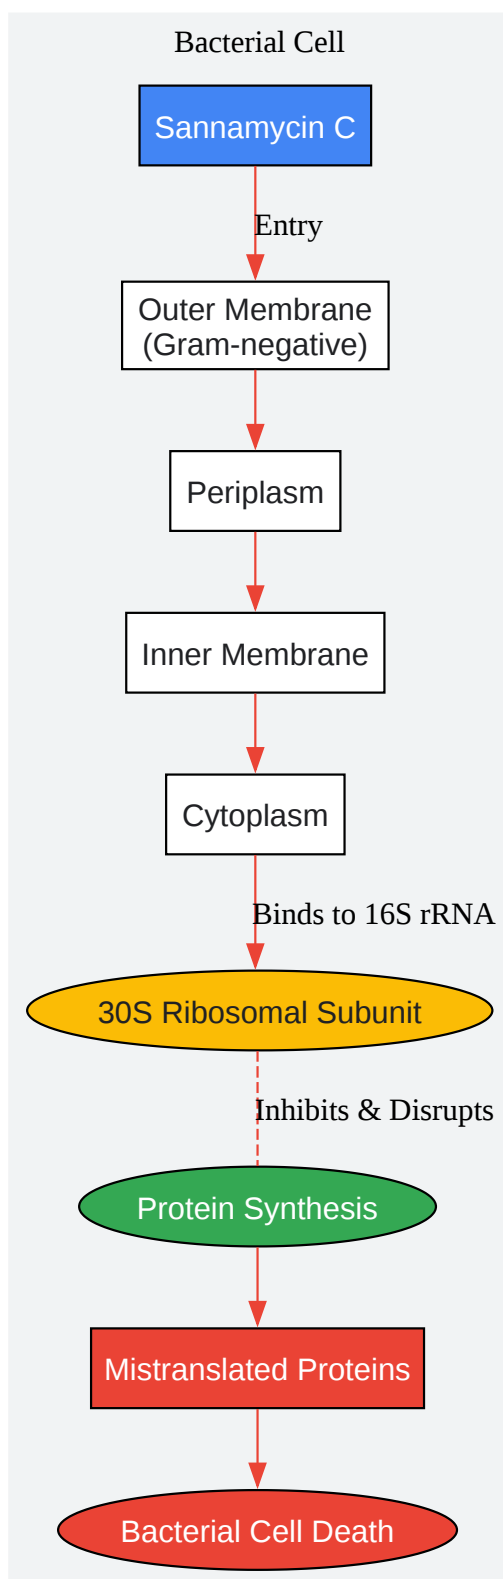 Bacterial Cell
Sannamycin C
Entry
Outer Membrane
(Gram-negative)
Periplasm
Inner Membrane
Cytoplasm
Binds to 16S rRNA
30S Ribosomal Subunit
Inhibits & Disrupts
Protein Synthesis
Mistranslated Proteins
Bacterial Cell Death